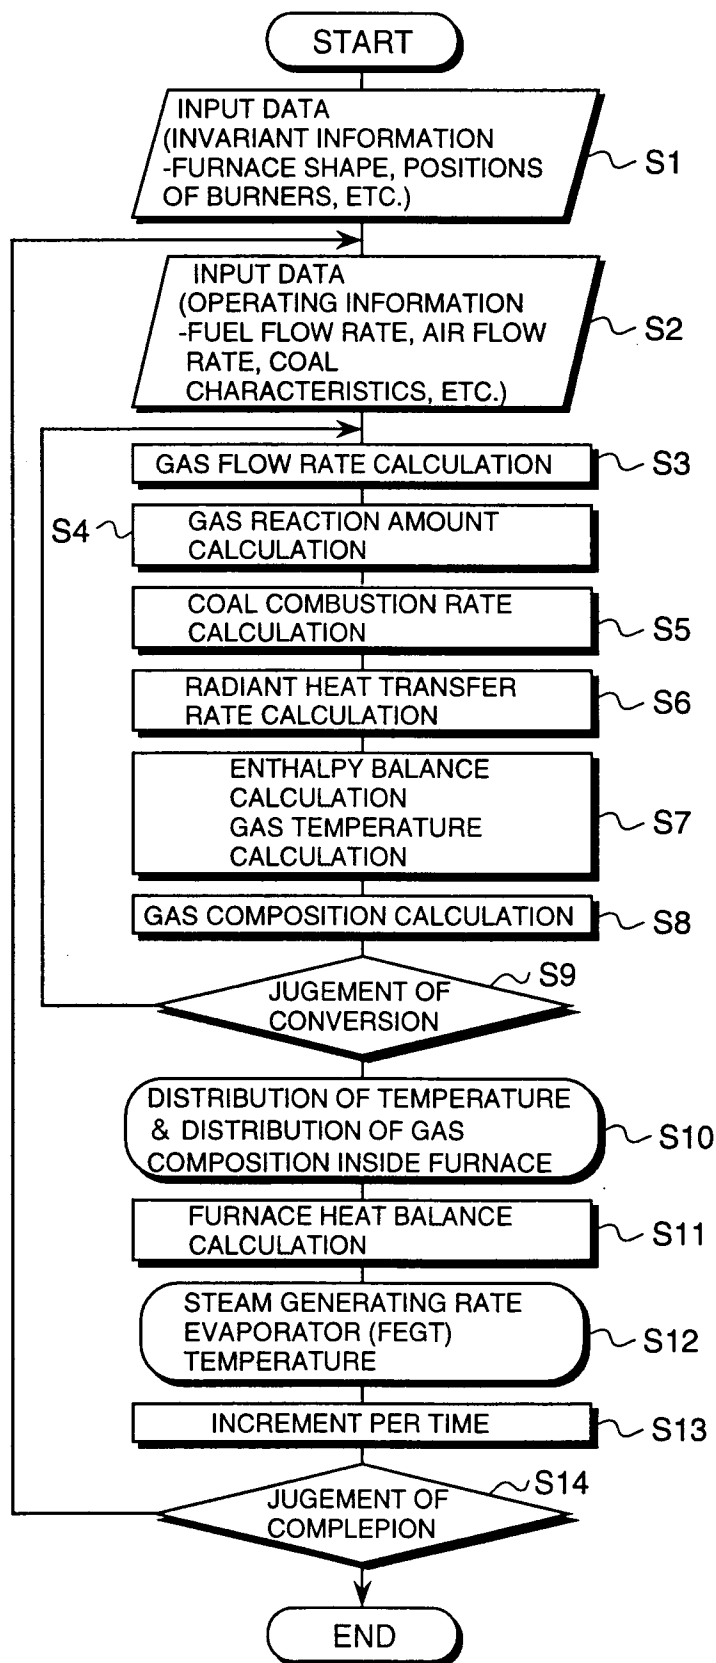 START
INPUT DATA
(INVARIANT INFORMATION
-FURNACE SHAPE, POSITIONS
OF BURNERS, ETC.)
S1
INPUT DATA
(OPERATING INFORMATION
-FUEL FLOW RATE, AIR FLOW
RATE, COAL
CHARACTERISTICS, ETC.)
S2
GAS FLOW RATE CALCULATION
S3
S4
GAS REACTION AMOUNT
CALCULATION
COAL COMBUSTION RATE
CALCULATION
S5
RADIANT HEAT TRANSFER
RATE CALCULATION
S6
ENTHALPY BALANCE
CALCULATION
GAS TEMPERATURE
CALCULATION
S7
GAS COMPOSITION CALCULATION
S8
S9
JUGEMENT OF
CONVERSION
DISTRIBUTION OF TEMPERATURE
& DISTRIBUTION OF GAS
COMPOSITION INSIDE FURNACE
S10
FURNACE HEAT BALANCE
CALCULATION
S11
STEAM GENERATING RATE
EVAPORATOR (FEGT)
TEMPERATURE
S12
INCREMENT PER TIME
S13
S14
JUGEMENT OF
COMPLEPION
END